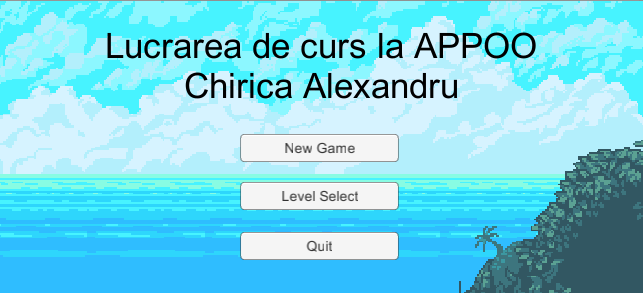 Lucrarea de curs la APPOO
Chirica Alexandru
New Game
Level Select
Quit